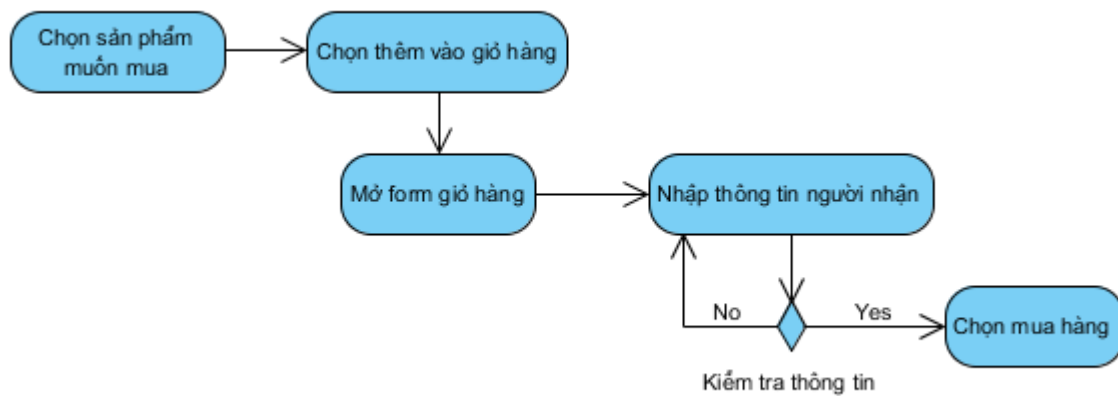 Chọn sản phẩm
muốn mua
Chọn thêm vào giỏ hàng
Mở form giỏ hàng
Nhập thông tin người nhận
No
Yes
Chọn mua hàng
Kiểm tra thông tin